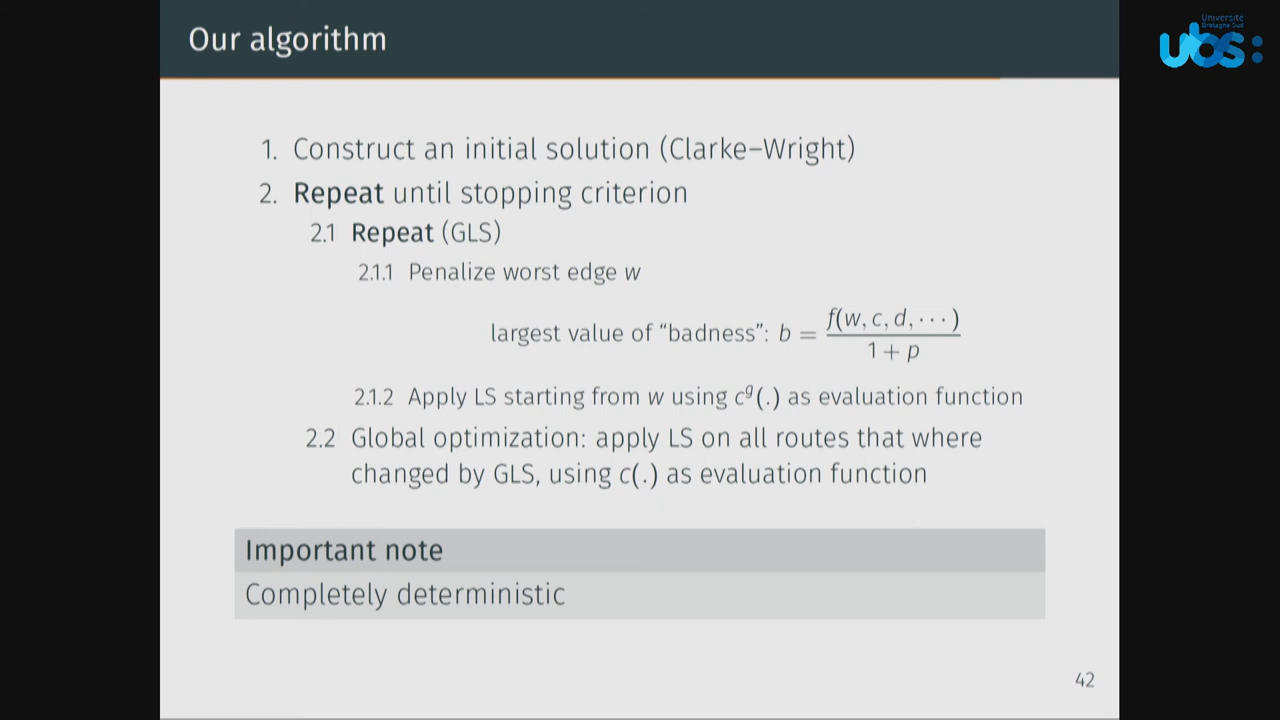 Our algorithm
Université
Bretagne Sud
ubs:
1. Construct an initial solution (Clarke–Wright)
2. Repeat until stopping criterion
2.1 Repeat (GLS)
2.1.1 Penalize worst edge w
largest value of “badness”: b = f(w, c, d, ···) / 1 + p
2.1.2 Apply LS starting from w using cᵍ(.) as evaluation function
2.2 Global optimization: apply LS on all routes that where
changed by GLS, using c(.) as evaluation function
Important note
Completely deterministic
42